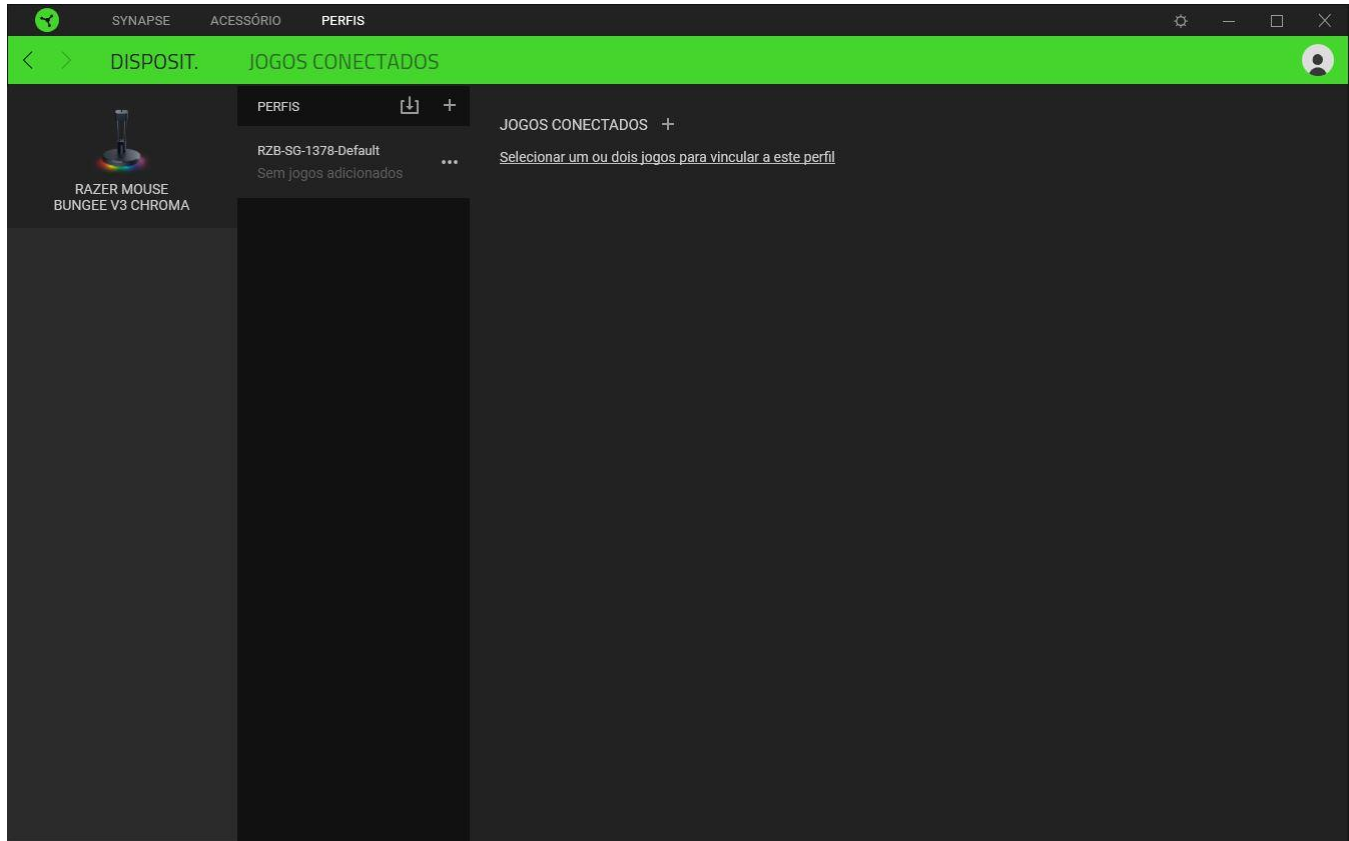 SYNAPSE ACESSÓRIO PERFIS
DISPOSIT. JOGOS CONECTADOS
RAZER MOUSE
BUNGEE V3 CHROMA
PERFIS
RZB-SG-1378-Default
Sem jogos adicionados
JOGOS CONECTADOS
Selecionar um ou dois jogos para vincular a este perfil